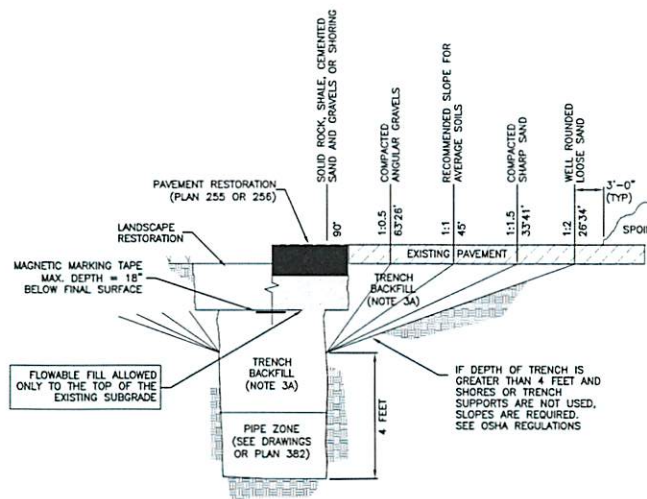 SOLID ROCK, SHALE, CEMENTED
SAND AND GRAVELS OR SHORING
90°
COMPACTED
ANGULAR GRAVELS
1:0.5
63°26'
RECOMMENDED SLOPE FOR
AVERAGE SOILS
1:1
45°
COMPACTED
SHARP SAND
1:1.5
33°41'
WELL ROUNDED
LOOSE SAND
1:2
26°34'
3'-0"
(TYP)
SPOIL
PAVEMENT RESTORATION
(PLAN 255 OR 256)
LANDSCAPE
RESTORATION
EXISTING PAVEMENT
MAGNETIC MARKING TAPE
MAX. DEPTH = 18"
BELOW FINAL SURFACE
TRENCH
BACKFILL
(NOTE 3A)
FLOWABLE FILL ALLOWED
ONLY TO THE TOP OF THE
EXISTING SUBGRADE
TRENCH
BACKFILL
(NOTE 3A)
4 FEET
IF DEPTH OF TRENCH IS
GREATER THAN 4 FEET AND
SHORES OR TRENCH
SUPPORTS ARE NOT USED,
SLOPES ARE REQUIRED.
SEE OSHA REGULATIONS
PIPE ZONE
(SEE DRAWINGS
OR PLAN 382)